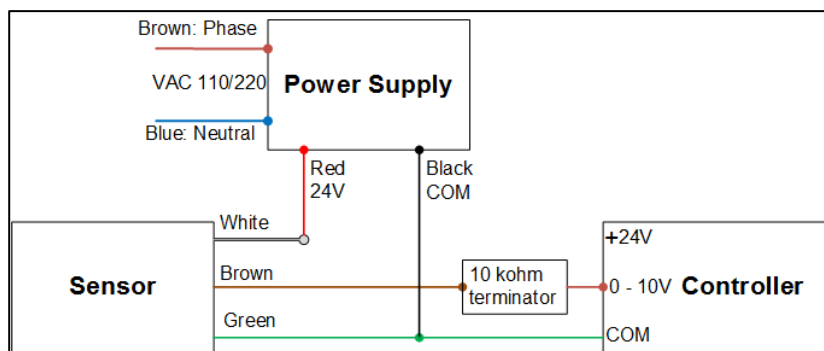 Brown: Phase
VAC 110/220
Power Supply
Blue: Neutral
Red
24V
Black
COM
White
+24V
Sensor
Brown
10 kohm
terminator
0 - 10V
Controller
Green
COM